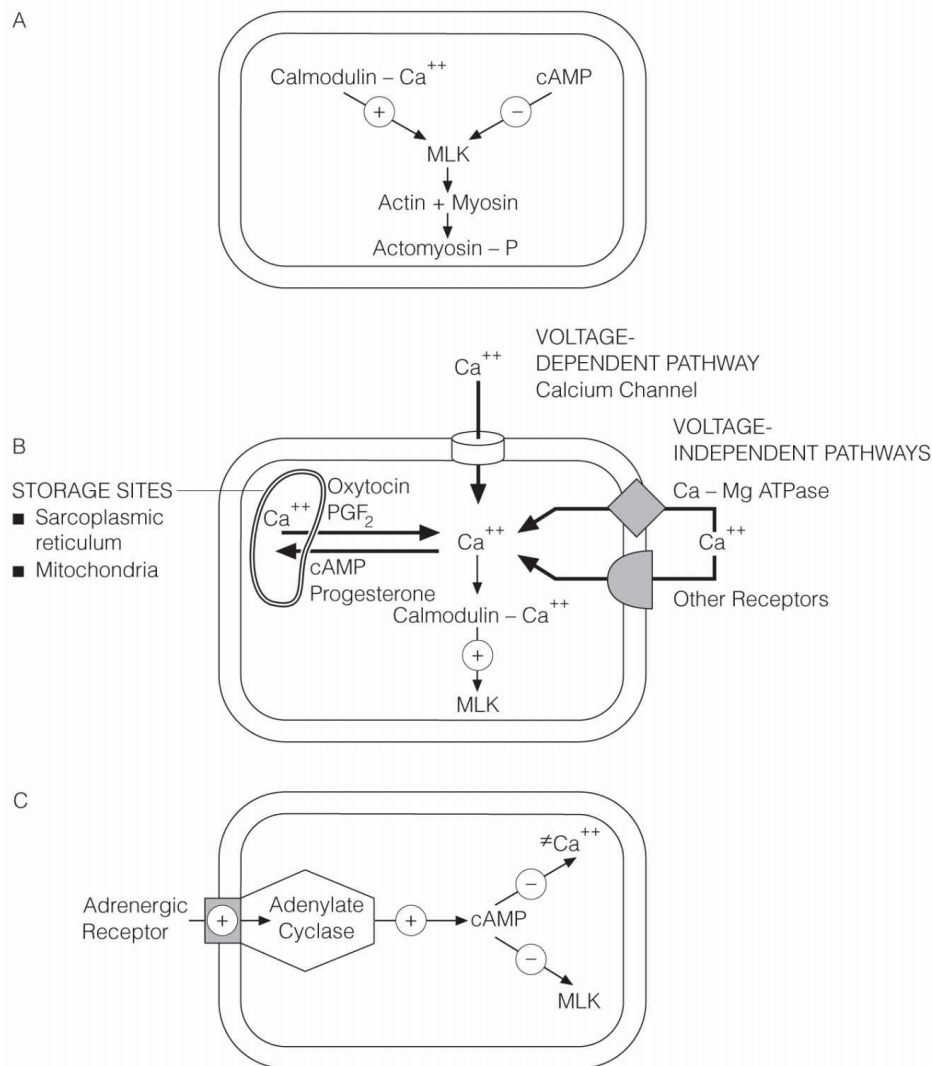 A
Calmodulin – Ca++
cAMP
+
–
MLK
Actin + Myosin
Actomyosin – P
B
VOLTAGE-
DEPENDENT PATHWAY
Calcium Channel
Ca++
VOLTAGE-
INDEPENDENT PATHWAYS
STORAGE SITES
■ Sarcoplasmic
reticulum
■ Mitochondria
Oxytocin
PGF2
Ca++
cAMP
Progesterone
Ca++
Ca – Mg ATPase
Ca++
Other Receptors
Calmodulin – Ca++
+
MLK
C
Adrenergic
Receptor
+
Adenylate
Cyclase
+
cAMP
≠Ca++
–
–
MLK